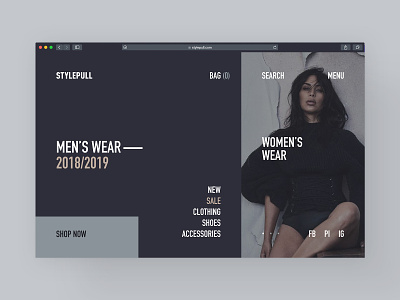 stylepull.com
STYLEPULL
BAG (0)
SEARCH
MENU
MEN'S WEAR —
2018/2019
WOMEN'S
WEAR
NEW
SALE
CLOTHING
SHOES
ACCESSORIES
SHOP NOW
FB PI IG